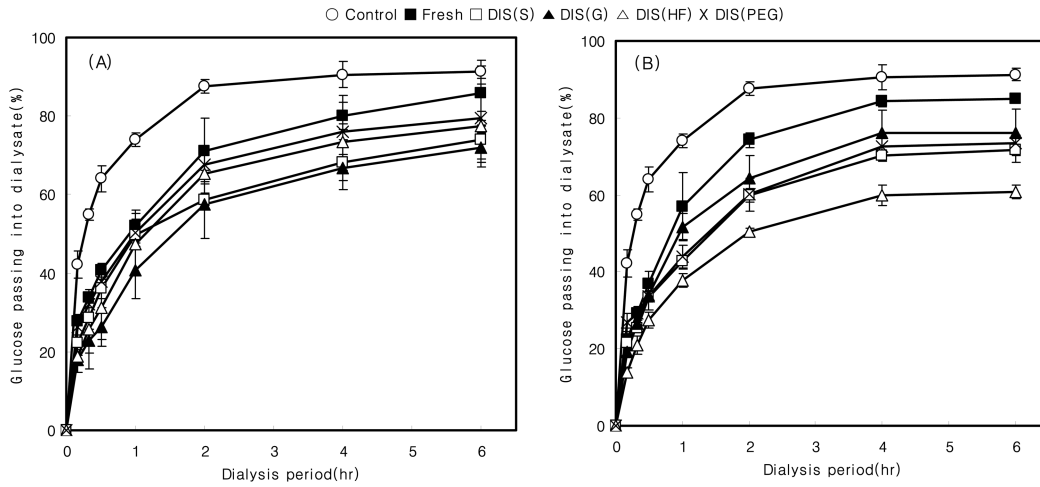 Control Fresh DIS(S) DIS(G) DIS(HF) DIS(PEG)
(A)
Glucose passing into dialysate(%)
100
80
60
40
20
0
0 1 2 3 4 5 6
Dialysis period(hr)
(B)
Glucose passing into dialysate(%)
100
80
60
40
20
0
0 1 2 3 4 5 6
Dialysis period(hr)